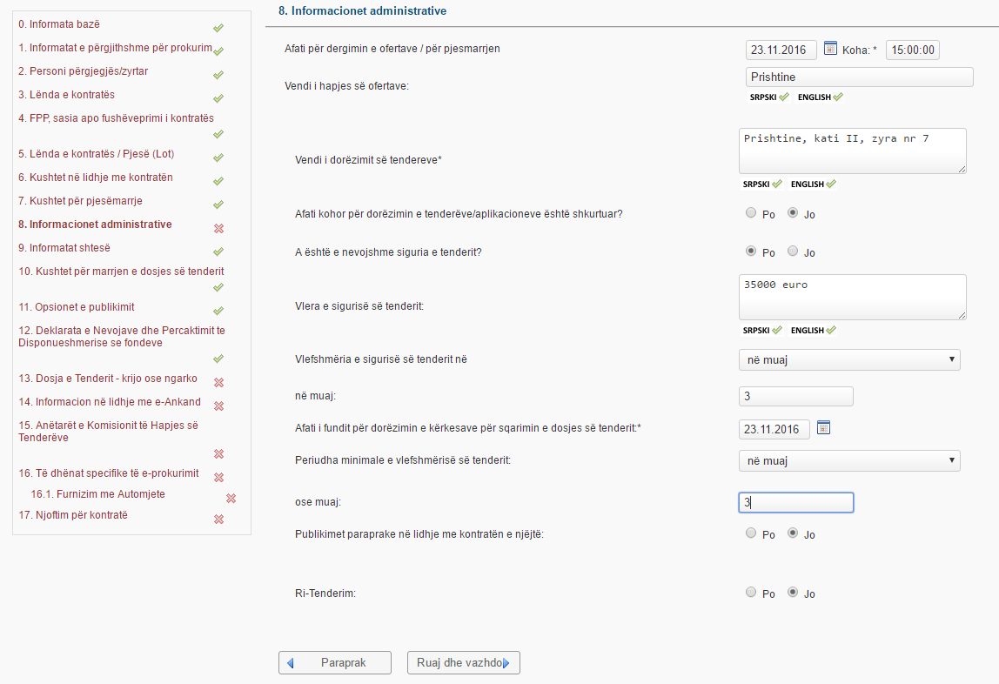 0. Informata bazë
1. Informatat e përgjithshme për prokurim
2. Personi përgjegjës/zyrtar
3. Lënda e kontratës
4. FPP, sasia apo fushëveprimi i kontratës
5. Lënda e kontratës / Pjesë (Lot)
6. Kushtet në lidhje me kontratën
7. Kushtet për pjesëmarrje
8. Informacionet administrative
9. Informatat shtesë
10. Kushtet për marrjen e dosjes së tenderit
11. Opsionet e publikimit
12. Deklarata e Nevojave dhe Percaktimit te
Disponueshmerise se fondeve
13. Dosja e Tenderit - krijo ose ngarko
14. Informacion në lidhje me e-Ankand
15. Anëtarët e Komisionit të Hapjes së
Tenderëve
16. Të dhënat specifike të e-prokurimit
16.1. Furnizim me Automjete
17. Njoftim për kontratë
8. Informacionet administrative
Afati për dergimin e ofertave / për pjesmarrjen
23.11.2016 Koha: * 15:00:00
Vendi i hapjes së ofertave:
Prishtine
SRPSKI ENGLISH
Vendi i dorëzimit së tendereve*
Prishtine, kati II, zyra nr 7
SRPSKI ENGLISH
Afati kohor për dorëzimin e tenderëve/aplikacioneve është shkurtuar? Po Jo
A është e nevojshme siguria e tenderit? Po Jo
Vlera e sigurisë së tenderit:
35000 euro
SRPSKI ENGLISH
Vlefshmëria e sigurisë së tenderit në në muaj
në muaj: 3
Afati i fundit për dorëzimin e kërkesave për sqarimin e dosjes së tenderit:* 23.11.2016
Periudha minimale e vlefshmërisë së tenderit: në muaj
ose muaj: 3
Publikimet paraprake në lidhje me kontratën e njëjtë: Po Jo
Ri-Tenderim: Po Jo
Paraprak Ruaj dhe vazhdo